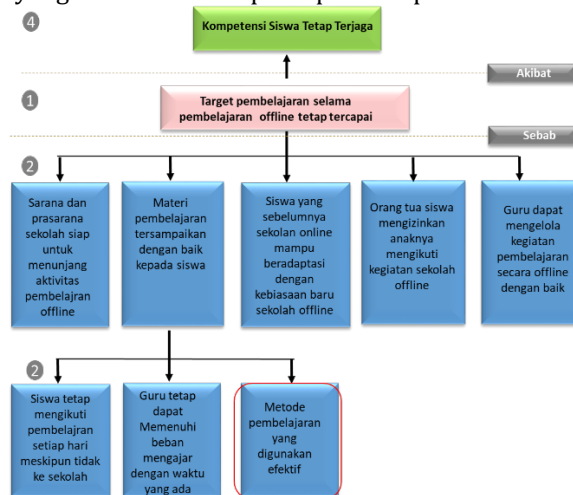 4
Kompetensi Siswa Tetap Terjaga
Akibat
1
Target pembelajaran selama
pembelajaran offline tetap tercapai
Sebab
2
Sarana dan
prasarana
sekolah siap
untuk
menunjang
aktivitas
pembelajran
offline
Materi
pembelajaran
tersampaikan
dengan baik
kepada siswa
Siswa yang
sebelumnya
sekolan online
mampu
beradaptasi
dengan
kebiasaan baru
sekolah offline
Orang tua siswa
mengizinkan
anaknya
mengikuti
kegiatan sekolah
offline
Guru dapat
mengelola
kegiatan
pembelajaran
secara offline
dengan baik
2
Siswa tetap
mengikuti
pembelajran
setiap hari
meskipun tidak
ke sekolah
Guru tetap
dapat
Memenuhi
beban
mengajar
dengan waktu
yang ada
Metode
pembelajaran
yang
digunakan
efektif